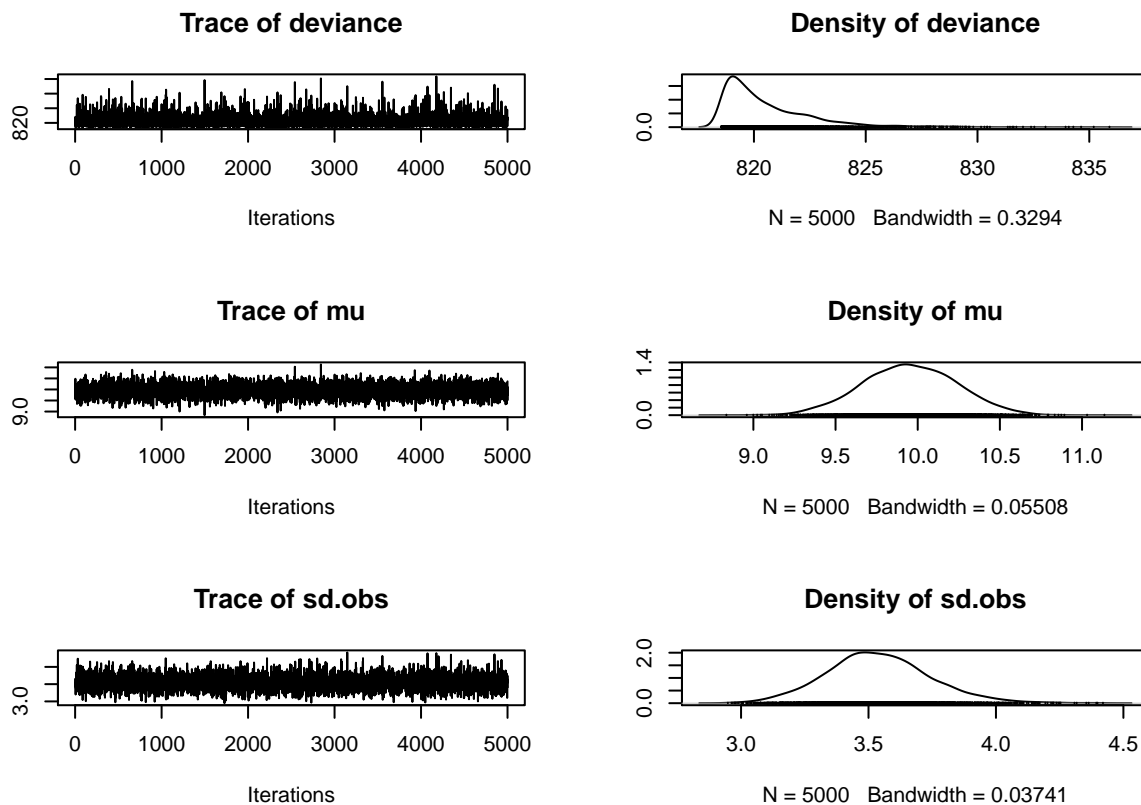 Trace of deviance
820
0 1000 2000 3000 4000 5000
Iterations
Density of deviance
0.0
820 825 830 835
N = 5000 Bandwidth = 0.3294
Trace of mu
9.0
0 1000 2000 3000 4000 5000
Iterations
Density of mu
0.0 1.4
9.0 9.5 10.0 10.5 11.0
N = 5000 Bandwidth = 0.05508
Trace of sd.obs
3.0
0 1000 2000 3000 4000 5000
Iterations
Density of sd.obs
0.0 2.0
3.0 3.5 4.0 4.5
N = 5000 Bandwidth = 0.03741